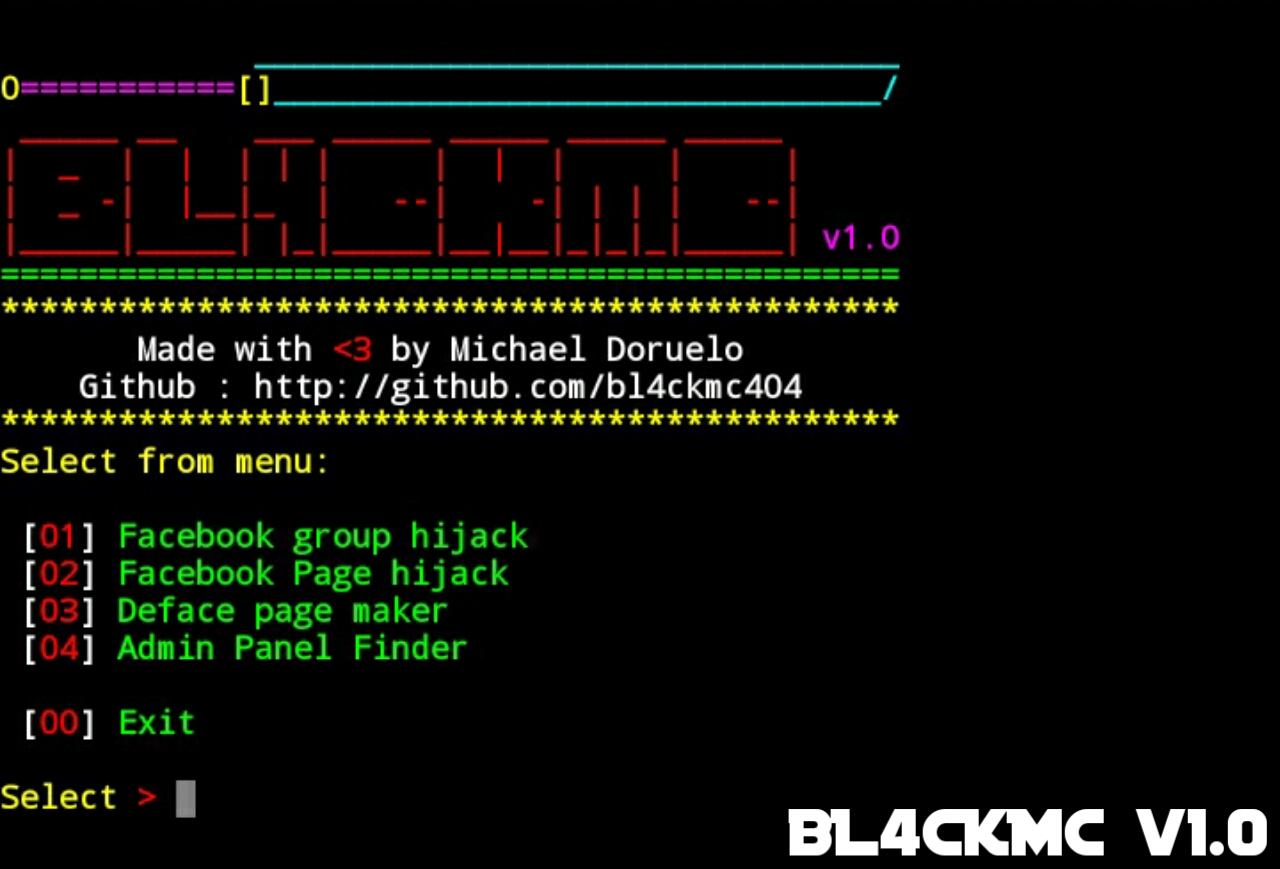 O===========[]
BL4CKMC v1.0
==============================================
**********************************************
Made with <3 by Michael Doruelo
Github : http://github.com/bl4ckmc404
**********************************************
Select from menu:
[01] Facebook group hijack
[02] Facebook Page hijack
[03] Deface page maker
[04] Admin Panel Finder
[00] Exit
Select >
BL4CKMC V1.0